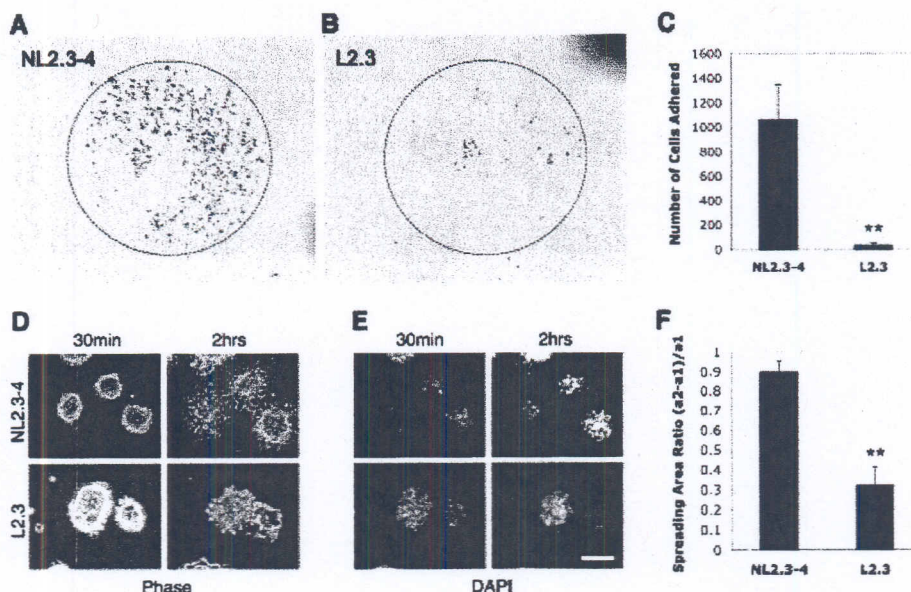 A
NL2.3-4
B
L2.3
C
Number of Cells Adhered
1600
1400
1200
1000
800
600
400
200
0
**
NL2.3-4
L2.3
D
30min
2hrs
NL2.3-4
L2.3
Phase
E
30min
2hrs
DAPI
F
Spreading Area Ratio (a2-a1)/a1
1
0.9
0.8
0.7
0.6
0.5
0.4
0.3
0.2
0.1
0
**
NL2.3-4
L2.3